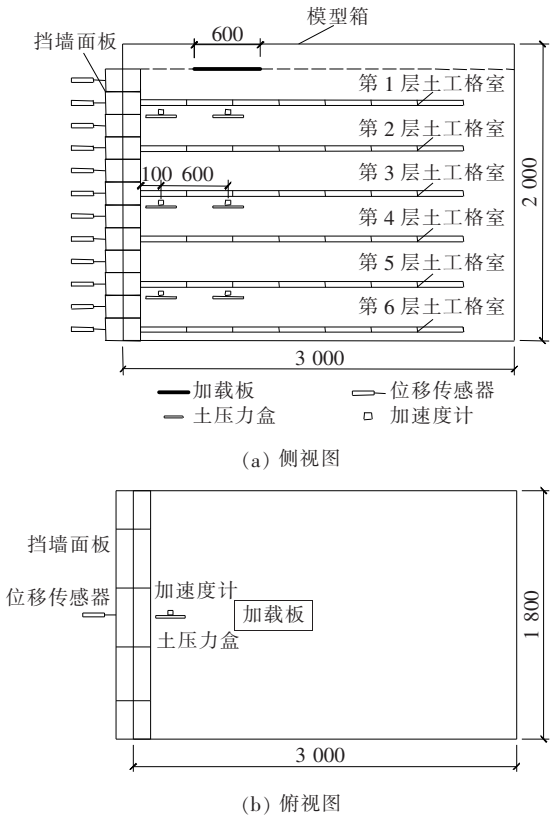 模型箱
挡墙面板
600
第1层土工格室
第2层土工格室
100 600
第3层土工格室
第4层土工格室
第5层土工格室
第6层土工格室
2 000
3 000
加载板
位移传感器
土压力盒
加速度计
(a) 侧视图
挡墙面板
位移传感器
加速度计
加载板
土压力盒
1 800
3 000
(b) 俯视图